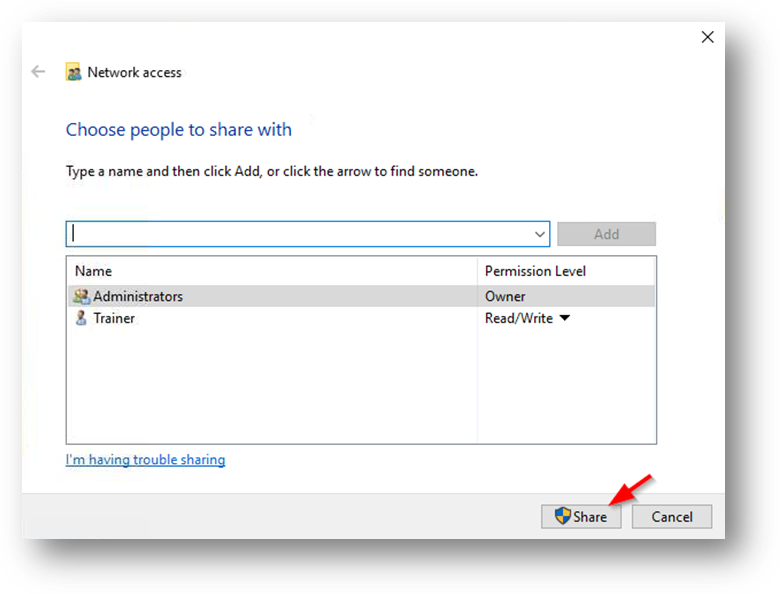 Network access
Choose people to share with
Type a name and then click Add, or click the arrow to find someone.
Add
Name Permission Level
Administrators Owner
Trainer Read/Write
I'm having trouble sharing
Share Cancel